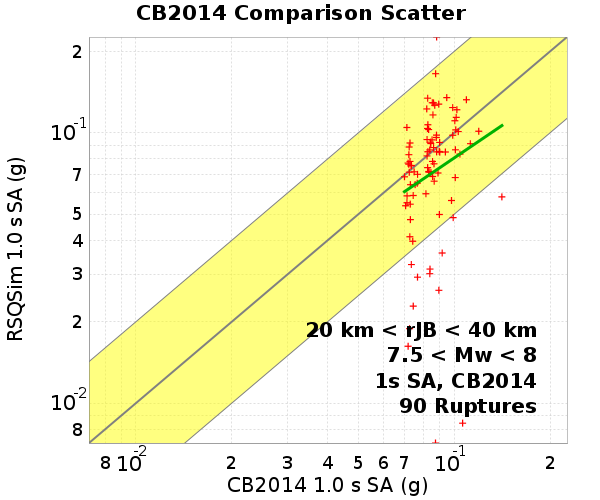 CB2014 Comparison Scatter
RSQSim 1.0 s SA (g)
2
10^-1
7
5
4
3
2
10^-2
8
20 km < rJB < 40 km
7.5 < Mw < 8
1s SA, CB2014
90 Ruptures
8 10^-2 2 3 4 5 6 7 10^-1 2
CB2014 1.0 s SA (g)